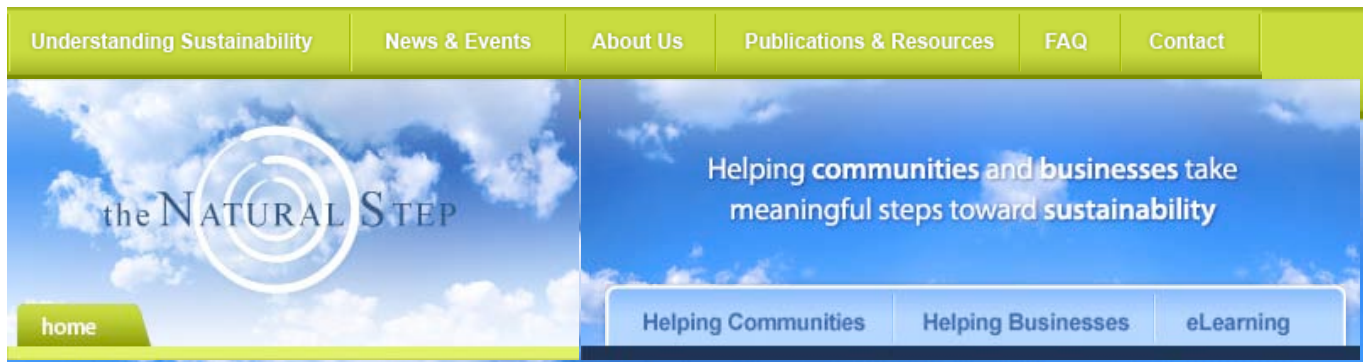 Understanding Sustainability News & Events About Us Publications & Resources FAQ Contact
the NATURAL STEP
Helping communities and businesses take
meaningful steps toward sustainability
home
Helping Communities Helping Businesses eLearning